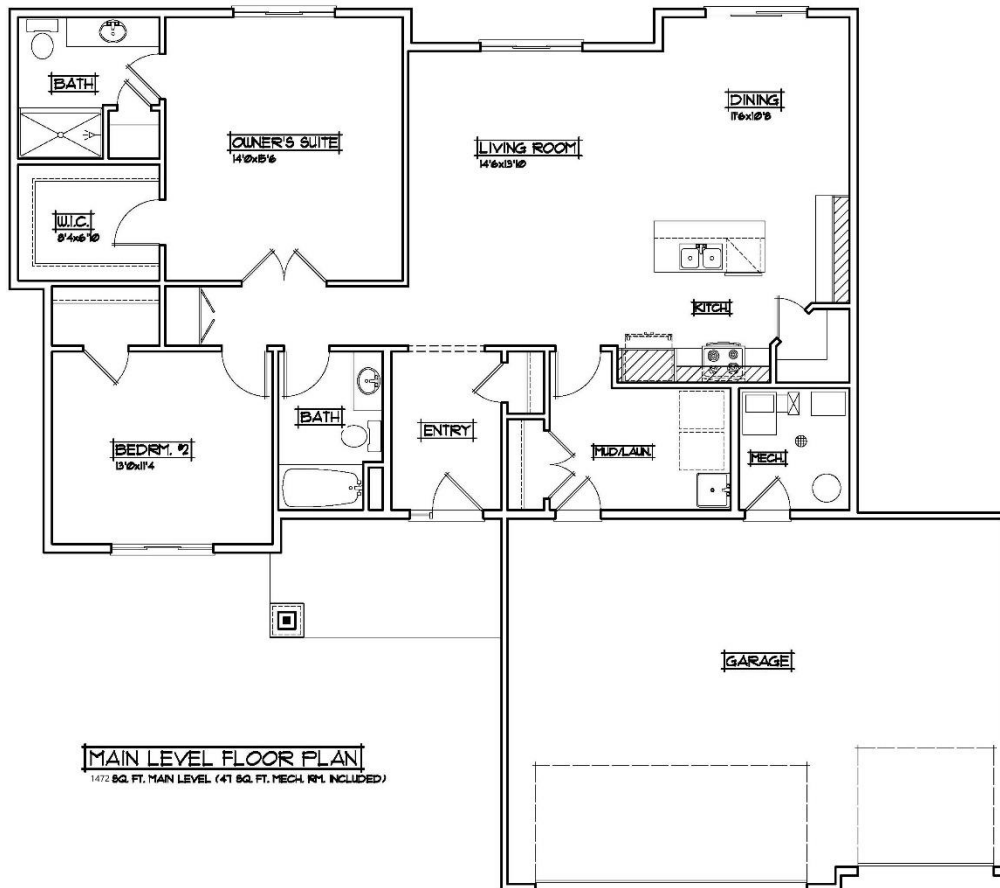 BATH
OWNER'S SUITE
14'0x15'6
LIVING ROOM
14'6x13'10
DINING
11'6x10'8
W.I.C.
8'4x6'10
KITCH.
BEDRM. #2
13'0x11'4
BATH
ENTRY
MUD/LAUN.
MECH.
GARAGE
MAIN LEVEL FLOOR PLAN
1472 SQ. FT. MAIN LEVEL (47 SQ. FT. MECH. RM. INCLUDED)